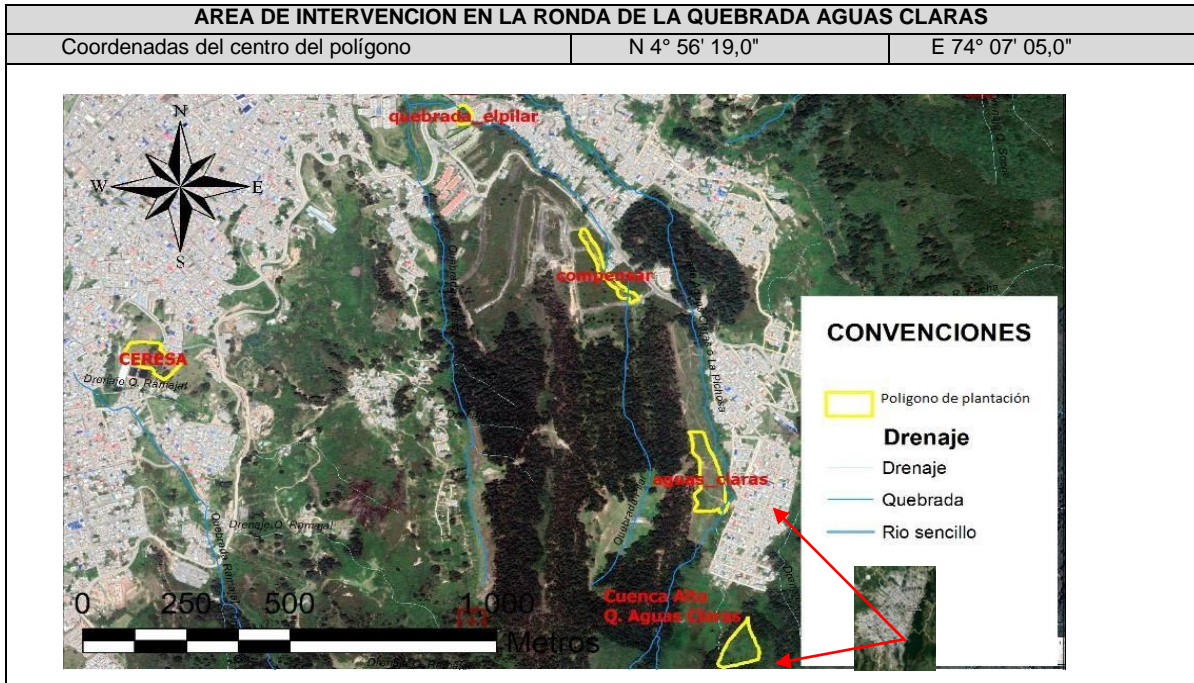 AREA DE INTERVENCION EN LA RONDA DE LA QUEBRADA AGUAS CLARAS
Coordenadas del centro del polígono N 4° 56' 19,0" E 74° 07' 05,0"
quebrada_elpilar
N
W E
S
compensar
CERESA
Drenaje Q. Ramajal
aguas_claras
Drenaje Q. Ramajal
Quebrada Ramajal
Cuenca Alta
Q. Aguas Claras
0 250 500 1.000
Metros
CONVENCIONES
Poligono de plantación
Drenaje
Drenaje
Quebrada
Rio sencillo